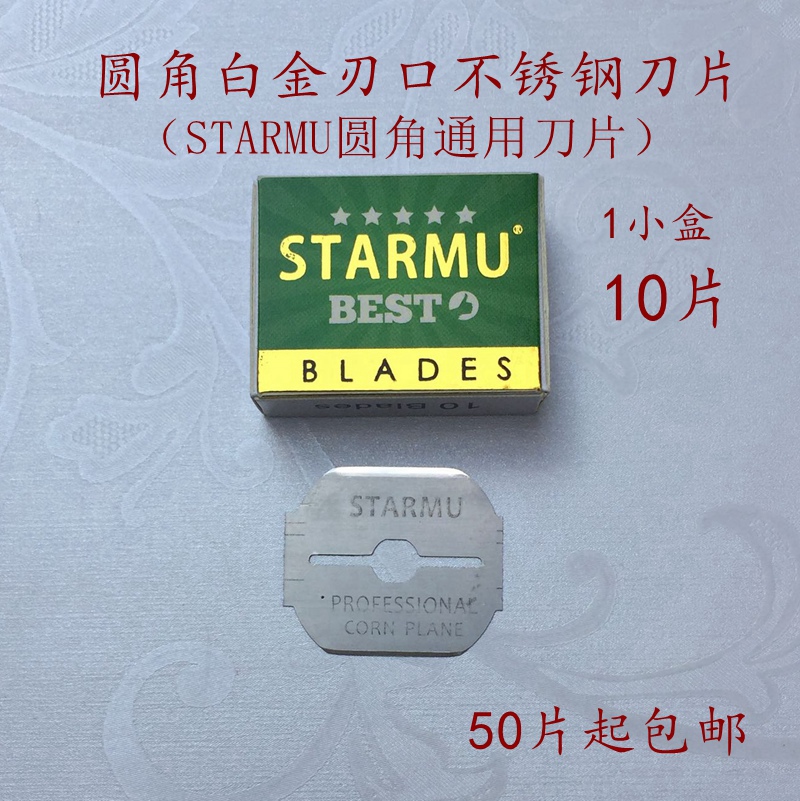 圆角白金刃口不锈钢刀片
（STARMU圆角通用刀片）
1小盒
10片
STARMU®
BEST
BLADES
10 Blades
STARMU
PROFESSIONAL
CORN PLANE
50片起包邮